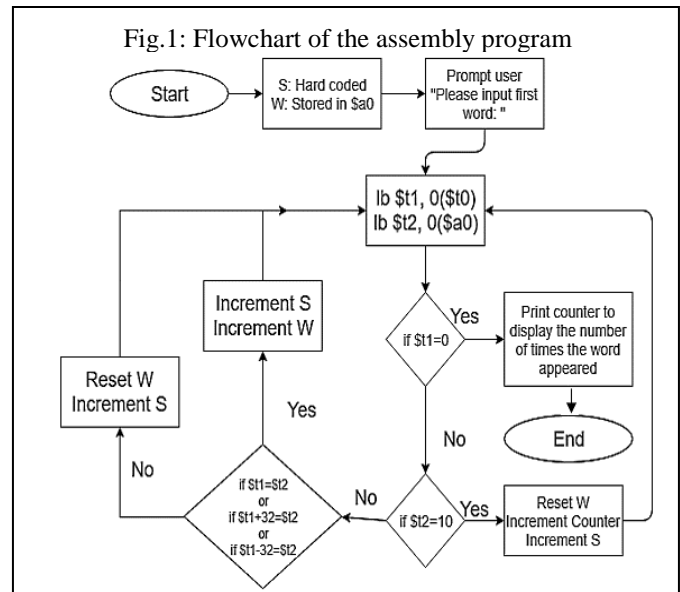 Fig.1: Flowchart of the assembly program
Start
S: Hard coded
W: Stored in $a0
Prompt user
"Please input first
word: "
lb $t1, 0($t0)
lb $t2, 0($a0)
if $t1=0
Yes
Print counter to
display the number
of times the word
appeared
End
No
if $t2=10
Yes
Reset W
Increment Counter
Increment S
No
if $t1=$t2
or
if $t1+32=$t2
or
if $t1-32=$t2
Yes
Increment S
Increment W
No
Reset W
Increment S